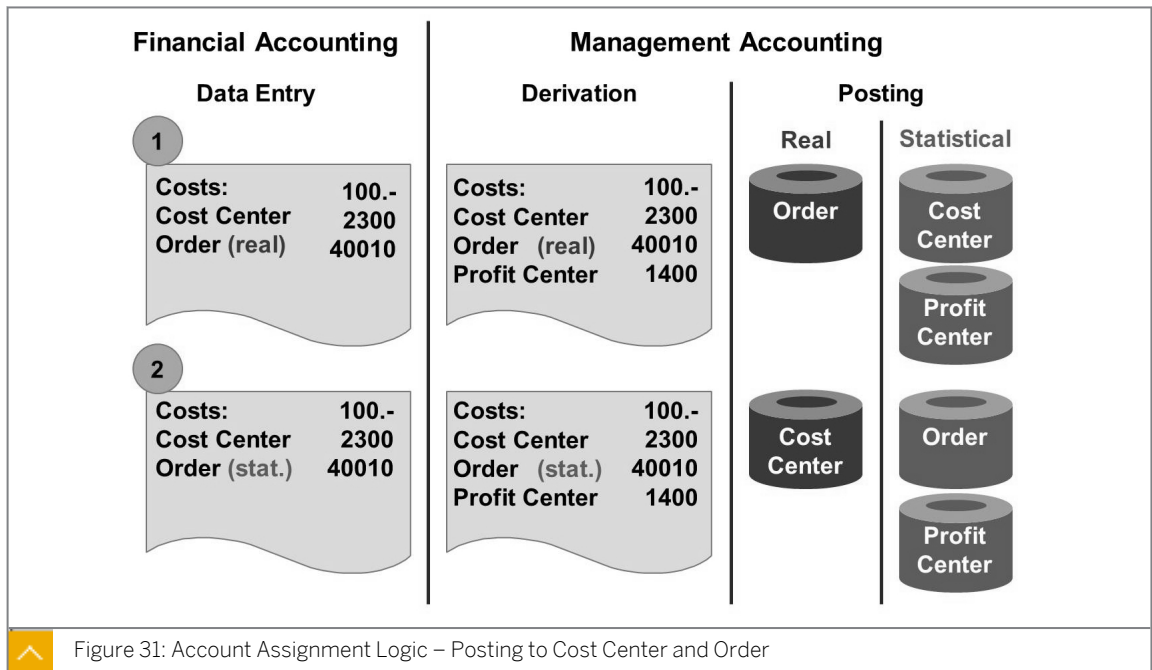 Financial Accounting
Management Accounting
Data Entry
Derivation
Posting
Real
Statistical
1
Costs: 100.-
Cost Center 2300
Order (real) 40010
Costs: 100.-
Cost Center 2300
Order (real) 40010
Profit Center 1400
Order
Cost
Center
Profit
Center
2
Costs: 100.-
Cost Center 2300
Order (stat.) 40010
Costs: 100.-
Cost Center 2300
Order (stat.) 40010
Profit Center 1400
Cost
Center
Order
Profit
Center
Figure 31: Account Assignment Logic – Posting to Cost Center and Order